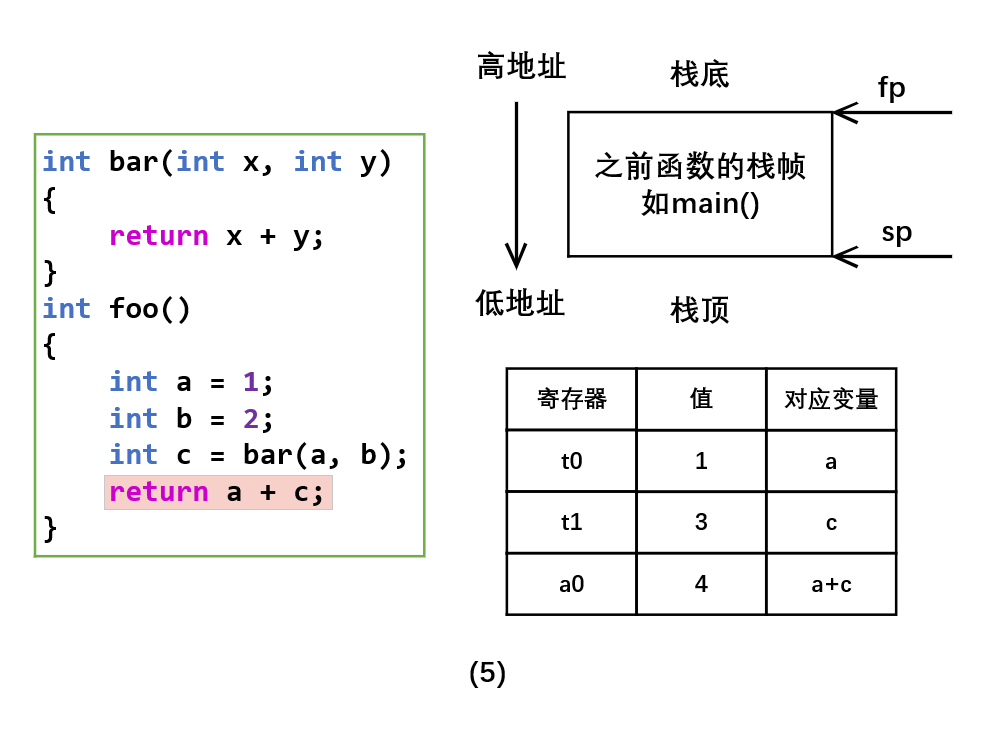 int bar(int x, int y)
{
    return x + y;
}
int foo()
{
    int a = 1;
    int b = 2;
    int c = bar(a, b);
    return a + c;
}
高地址
栈底
fp
之前函数的栈帧
如main()
sp
低地址
栈顶
寄存器 值 对应变量
t0 1 a
t1 3 c
a0 4 a+c
(5)